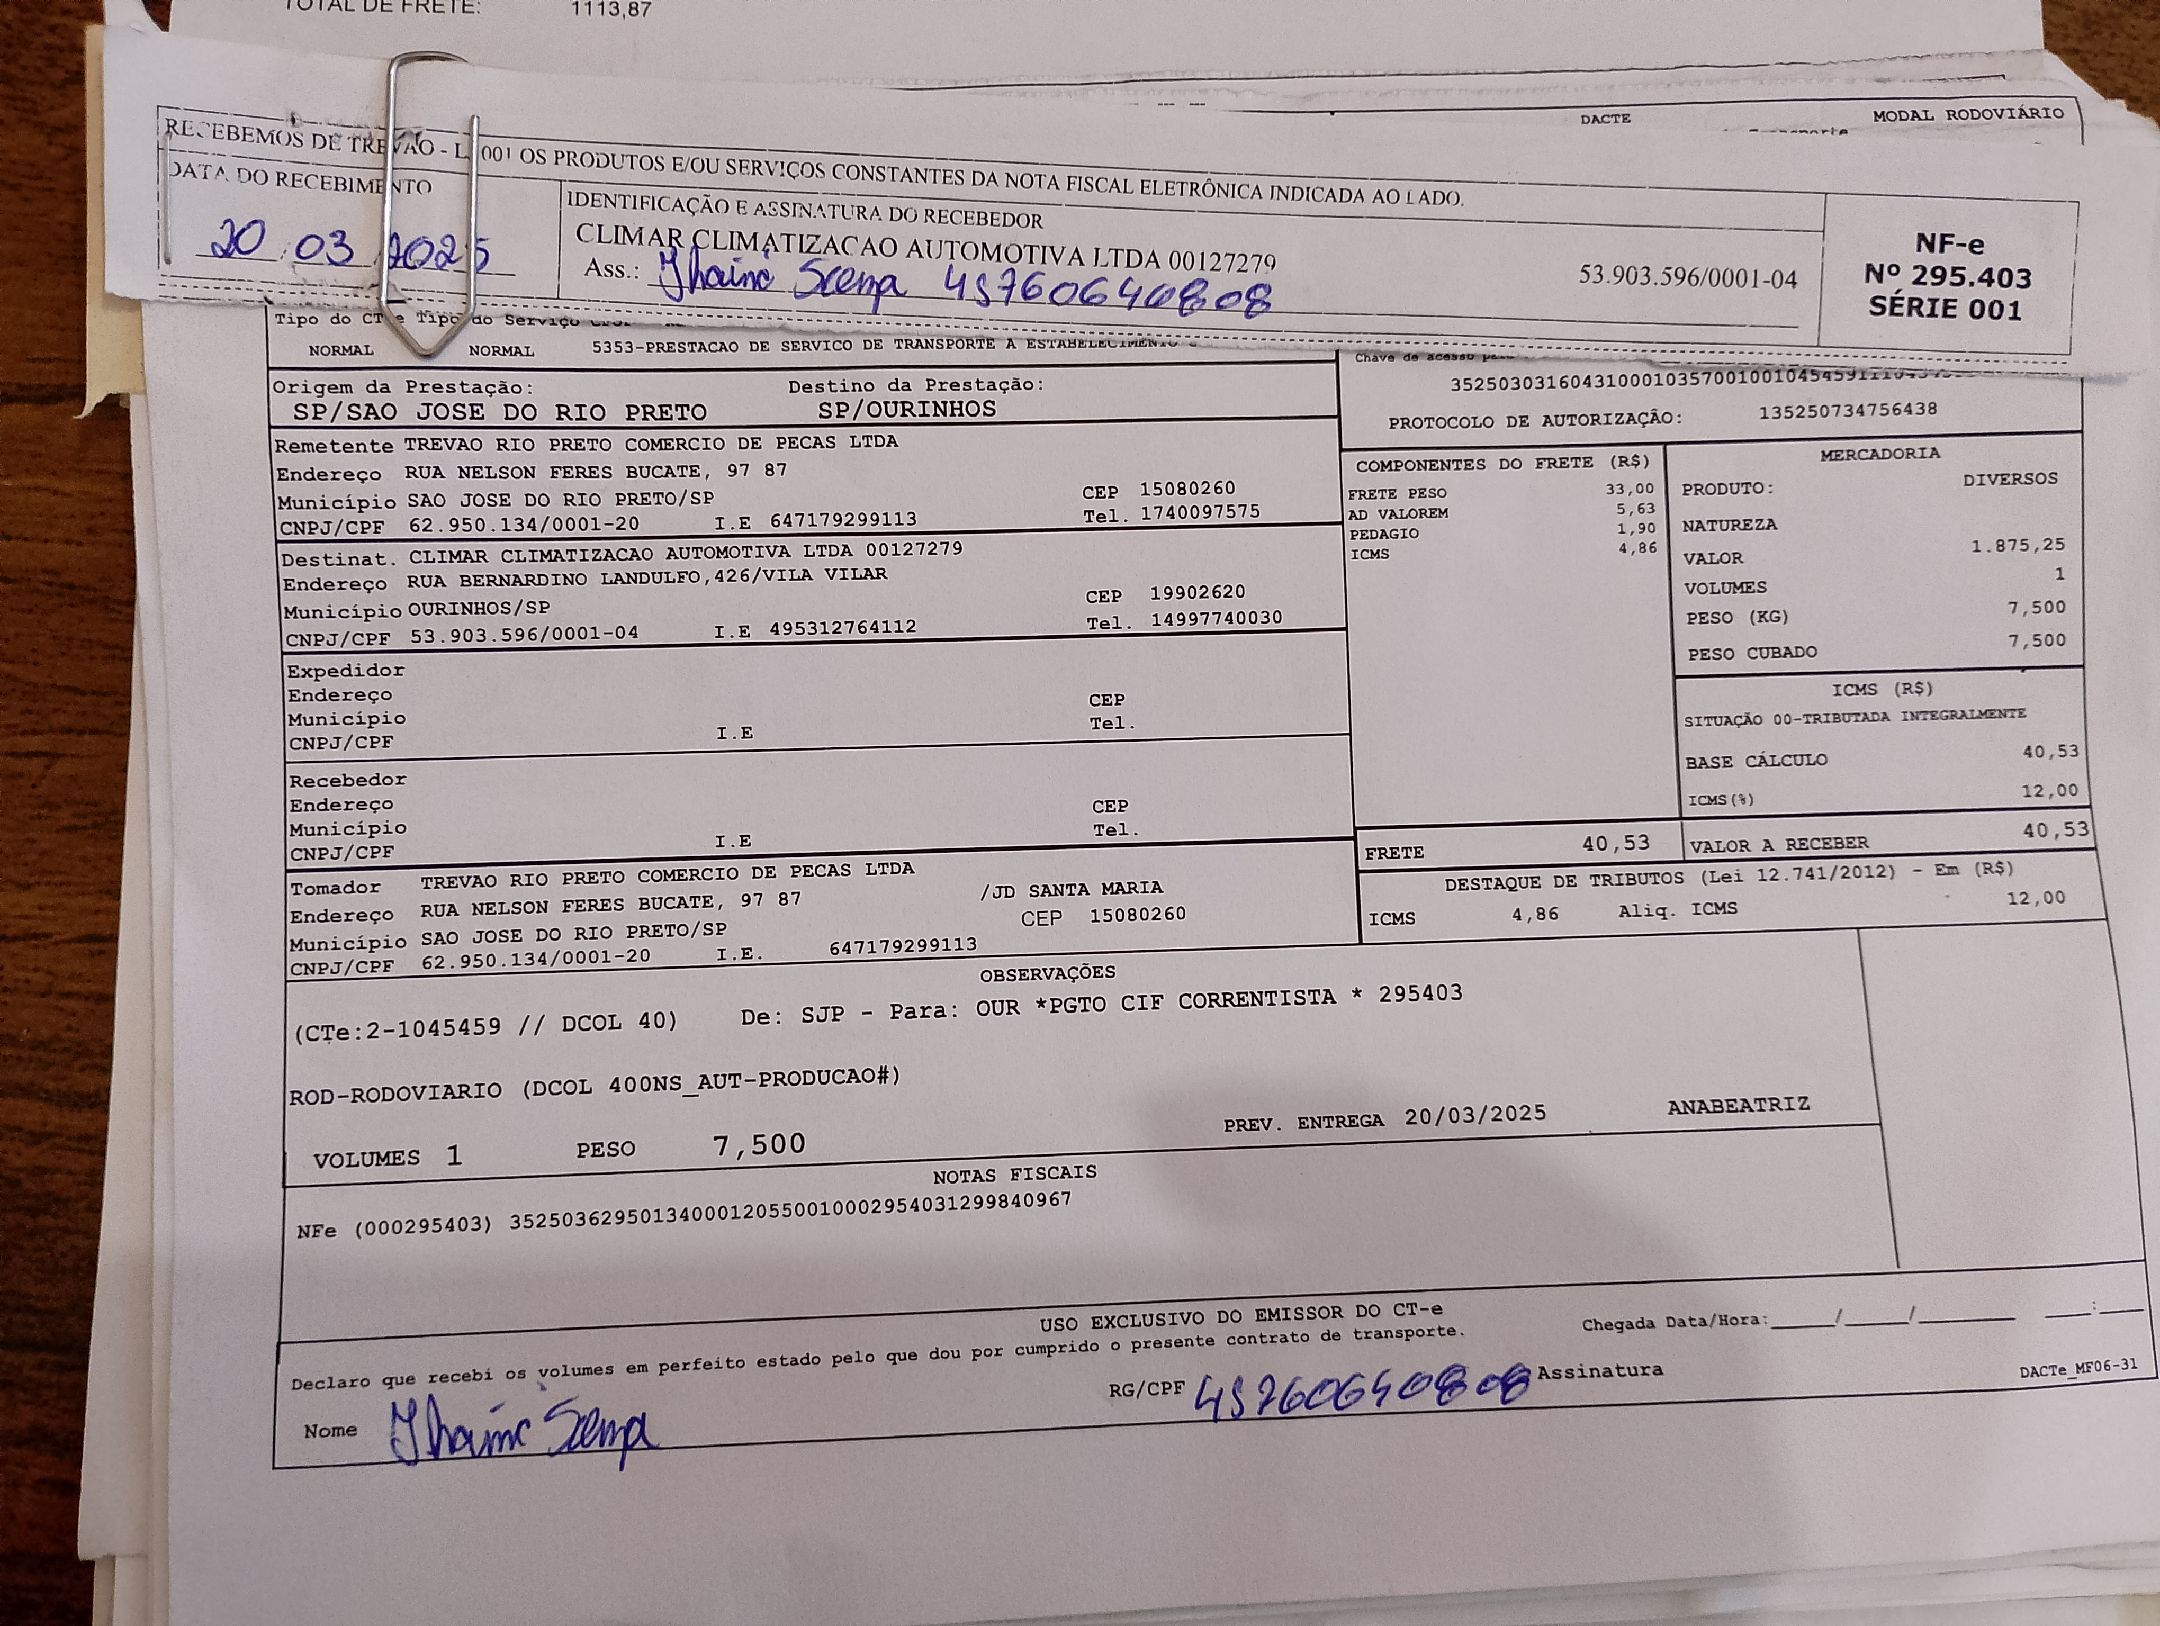 TOTAL DE FRETE: 1113,87
DACTE MODAL RODOVIÁRIO
RECEBEMOS DE TREVAO - L 001 OS PRODUTOS E/OU SERVIÇOS CONSTANTES DA NOTA FISCAL ELETRÔNICA INDICADA AO LADO.
DATA DO RECEBIMENTO
20 03 2025
IDENTIFICAÇÃO E ASSINATURA DO RECEBEDOR
CLIMAR CLIMATIZACAO AUTOMOTIVA LTDA 00127279
Ass.: 45760640808
53.903.596/0001-04
NF-e
Nº 295.403
SÉRIE 001
Tipo do CTe Tipo do Serviço
NORMAL NORMAL 5353-PRESTACAO DE SERVICO DE TRANSPORTE A ESTABELECIMENTO
Chave de acesso
PROTOCOLO DE AUTORIZAÇÃO: 135250734756438
Origem da Prestação: Destino da Prestação:
SP/SAO JOSE DO RIO PRETO SP/OURINHOS
Remetente TREVAO RIO PRETO COMERCIO DE PECAS LTDA
Endereço RUA NELSON FERES BUCATE, 97 87
Município SAO JOSE DO RIO PRETO/SP CEP 15080260
CNPJ/CPF 62.950.134/0001-20 I.E 647179299113 Tel. 1740097575
Destinat. CLIMAR CLIMATIZACAO AUTOMOTIVA LTDA 00127279
Endereço RUA BERNARDINO LANDULFO,426/VILA VILAR
Município OURINHOS/SP CEP 19902620
CNPJ/CPF 53.903.596/0001-04 I.E 495312764112 Tel. 14997740030
Expedidor
Endereço
Município CEP
CNPJ/CPF I.E Tel.
Recebedor
Endereço
Município CEP
CNPJ/CPF I.E Tel.
Tomador TREVAO RIO PRETO COMERCIO DE PECAS LTDA
Endereço RUA NELSON FERES BUCATE, 97 87 /JD SANTA MARIA
Município SAO JOSE DO RIO PRETO/SP CEP 15080260
CNPJ/CPF 62.950.134/0001-20 I.E. 647179299113
COMPONENTES DO FRETE (R$)
FRETE PESO 33,00
AD VALOREM 5,63
PEDAGIO 1,90
ICMS 4,86
MERCADORIA
PRODUTO: DIVERSOS
NATUREZA
VALOR 1.875,25
VOLUMES 1
PESO (KG) 7,500
PESO CUBADO 7,500
ICMS (R$)
SITUAÇÃO 00-TRIBUTADA INTEGRALMENTE
BASE CÁLCULO 40,53
ICMS(%) 12,00
FRETE 40,53 VALOR A RECEBER 40,53
DESTAQUE DE TRIBUTOS (Lei 12.741/2012) - Em (R$)
ICMS 4,86 Aliq. ICMS 12,00
OBSERVAÇÕES
(CTe:2-1045459 // DCOL 40) De: SJP - Para: OUR *PGTO CIF CORRENTISTA * 295403
ROD-RODOVIARIO (DCOL 400NS_AUT-PRODUCAO#)
VOLUMES 1 PESO 7,500 PREV. ENTREGA 20/03/2025 ANABEATRIZ
NOTAS FISCAIS
NFe (000295403) 35250362950134000120550010002954031299840967
USO EXCLUSIVO DO EMISSOR DO CT-e
Declaro que recebi os volumes em perfeito estado pelo que dou por cumprido o presente contrato de transporte.
Chegada Data/Hora:____/____/______ ___:___
Nome RG/CPF 45760640808 Assinatura
DACTe_MF06-31